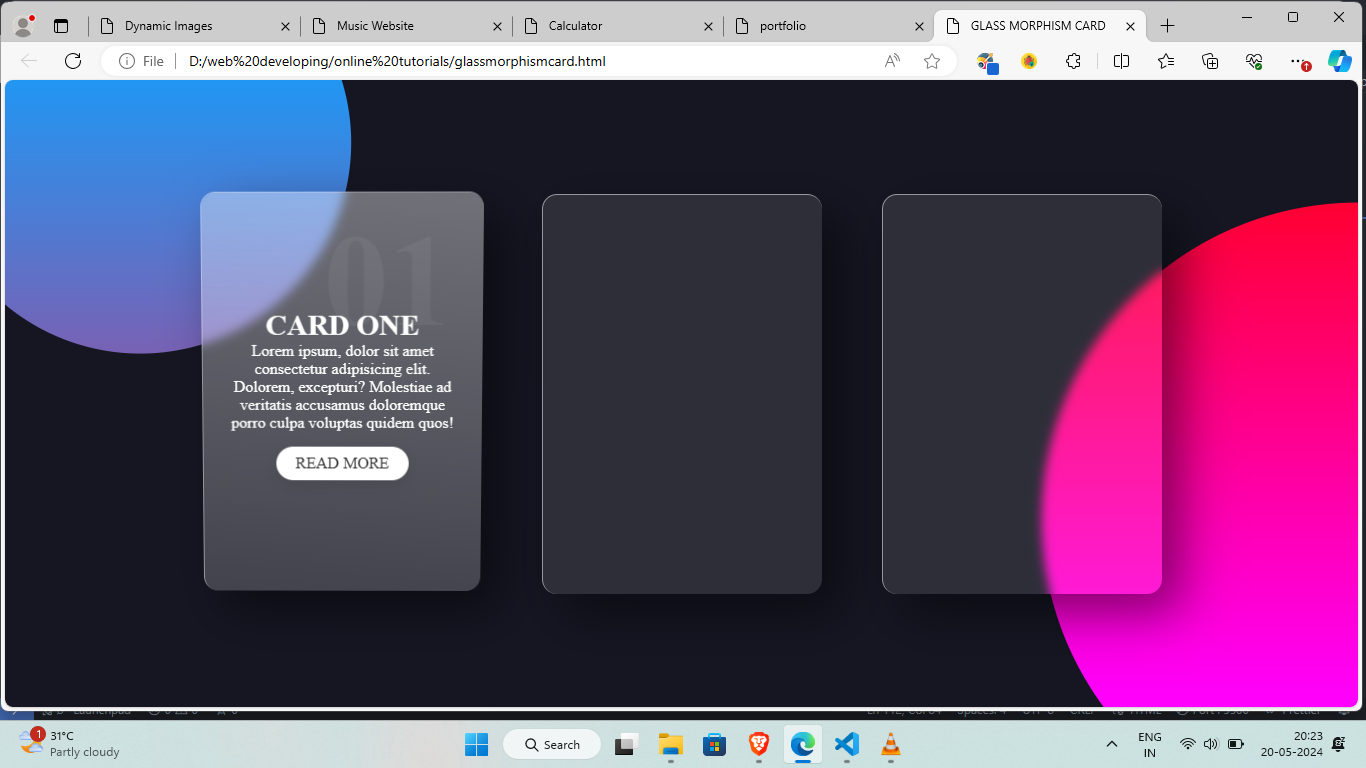 Dynamic Images
Music Website
Calculator
portfolio
GLASS MORPHISM CARD
File
D:/web%20developing/online%20tutorials/glassmorphismcard.html
01
CARD ONE
Lorem ipsum, dolor sit amet
consectetur adipisicing elit.
Dolorem, excepturi? Molestiae ad
veritatis accusamus doloremque
porro culpa voluptas quidem quos!
READ MORE
1
31°C
Partly cloudy
Search
ENG
IN
20:23
20-05-2024